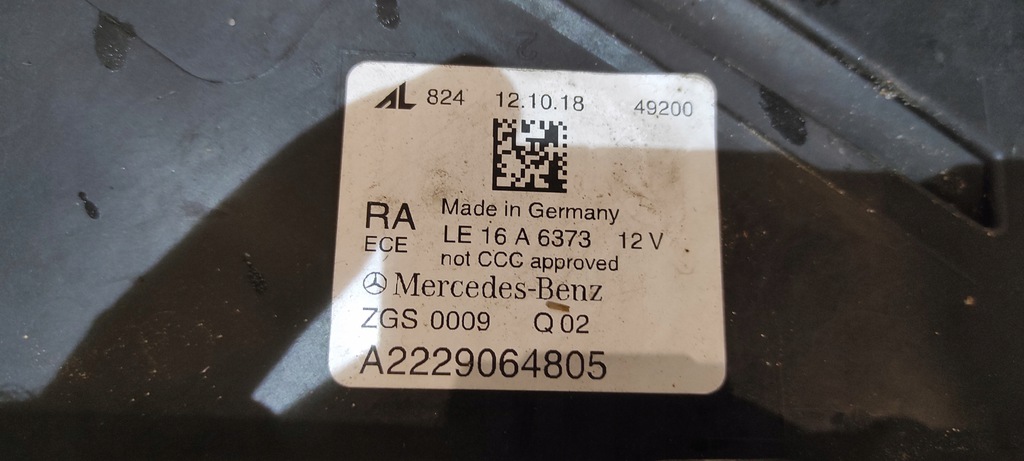 AL 824 12.10.18 49200
RA Made in Germany
ECE LE 16 A 6373 12 V
not CCC approved
Mercedes-Benz
ZGS 0009 Q 02
A2229064805